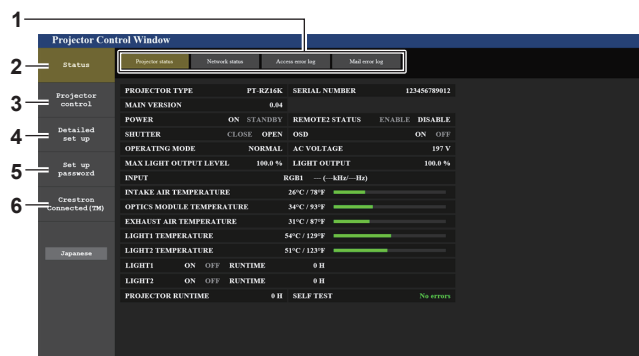 1
Projector Control Window
2
Status
Projector status Network status Access error log Mail error log
3
Projector control
4
Detailed set up
5
Set up password
6
Crestron Connected(TM)
Japanese
PROJECTOR TYPE PT-RZ16K SERIAL NUMBER 123456789012
MAIN VERSION 0.04
POWER ON STANDBY REMOTE2 STATUS ENABLE DISABLE
SHUTTER CLOSE OPEN OSD ON OFF
OPERATING MODE NORMAL AC VOLTAGE 197 V
MAX LIGHT OUTPUT LEVEL 100.0 % LIGHT OUTPUT 100.0 %
INPUT RGB1 — (—kHz/—Hz)
INTAKE AIR TEMPERATURE 26°C / 78°F
OPTICS MODULE TEMPERATURE 34°C / 93°F
EXHAUST AIR TEMPERATURE 31°C / 87°F
LIGHT1 TEMPERATURE 54°C / 129°F
LIGHT2 TEMPERATURE 51°C / 123°F
LIGHT1 ON OFF RUNTIME 0 H
LIGHT2 ON OFF RUNTIME 0 H
PROJECTOR RUNTIME 0 H SELF TEST No errors